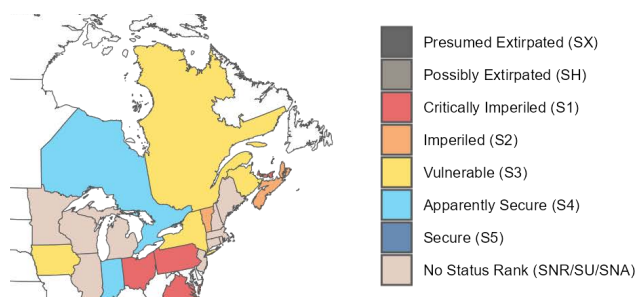 Presumed Extirpated (SX)
Possibly Extirpated (SH)
Critically Imperiled (S1)
Imperiled (S2)
Vulnerable (S3)
Apparently Secure (S4)
Secure (S5)
No Status Rank (SNR/SU/SNA)